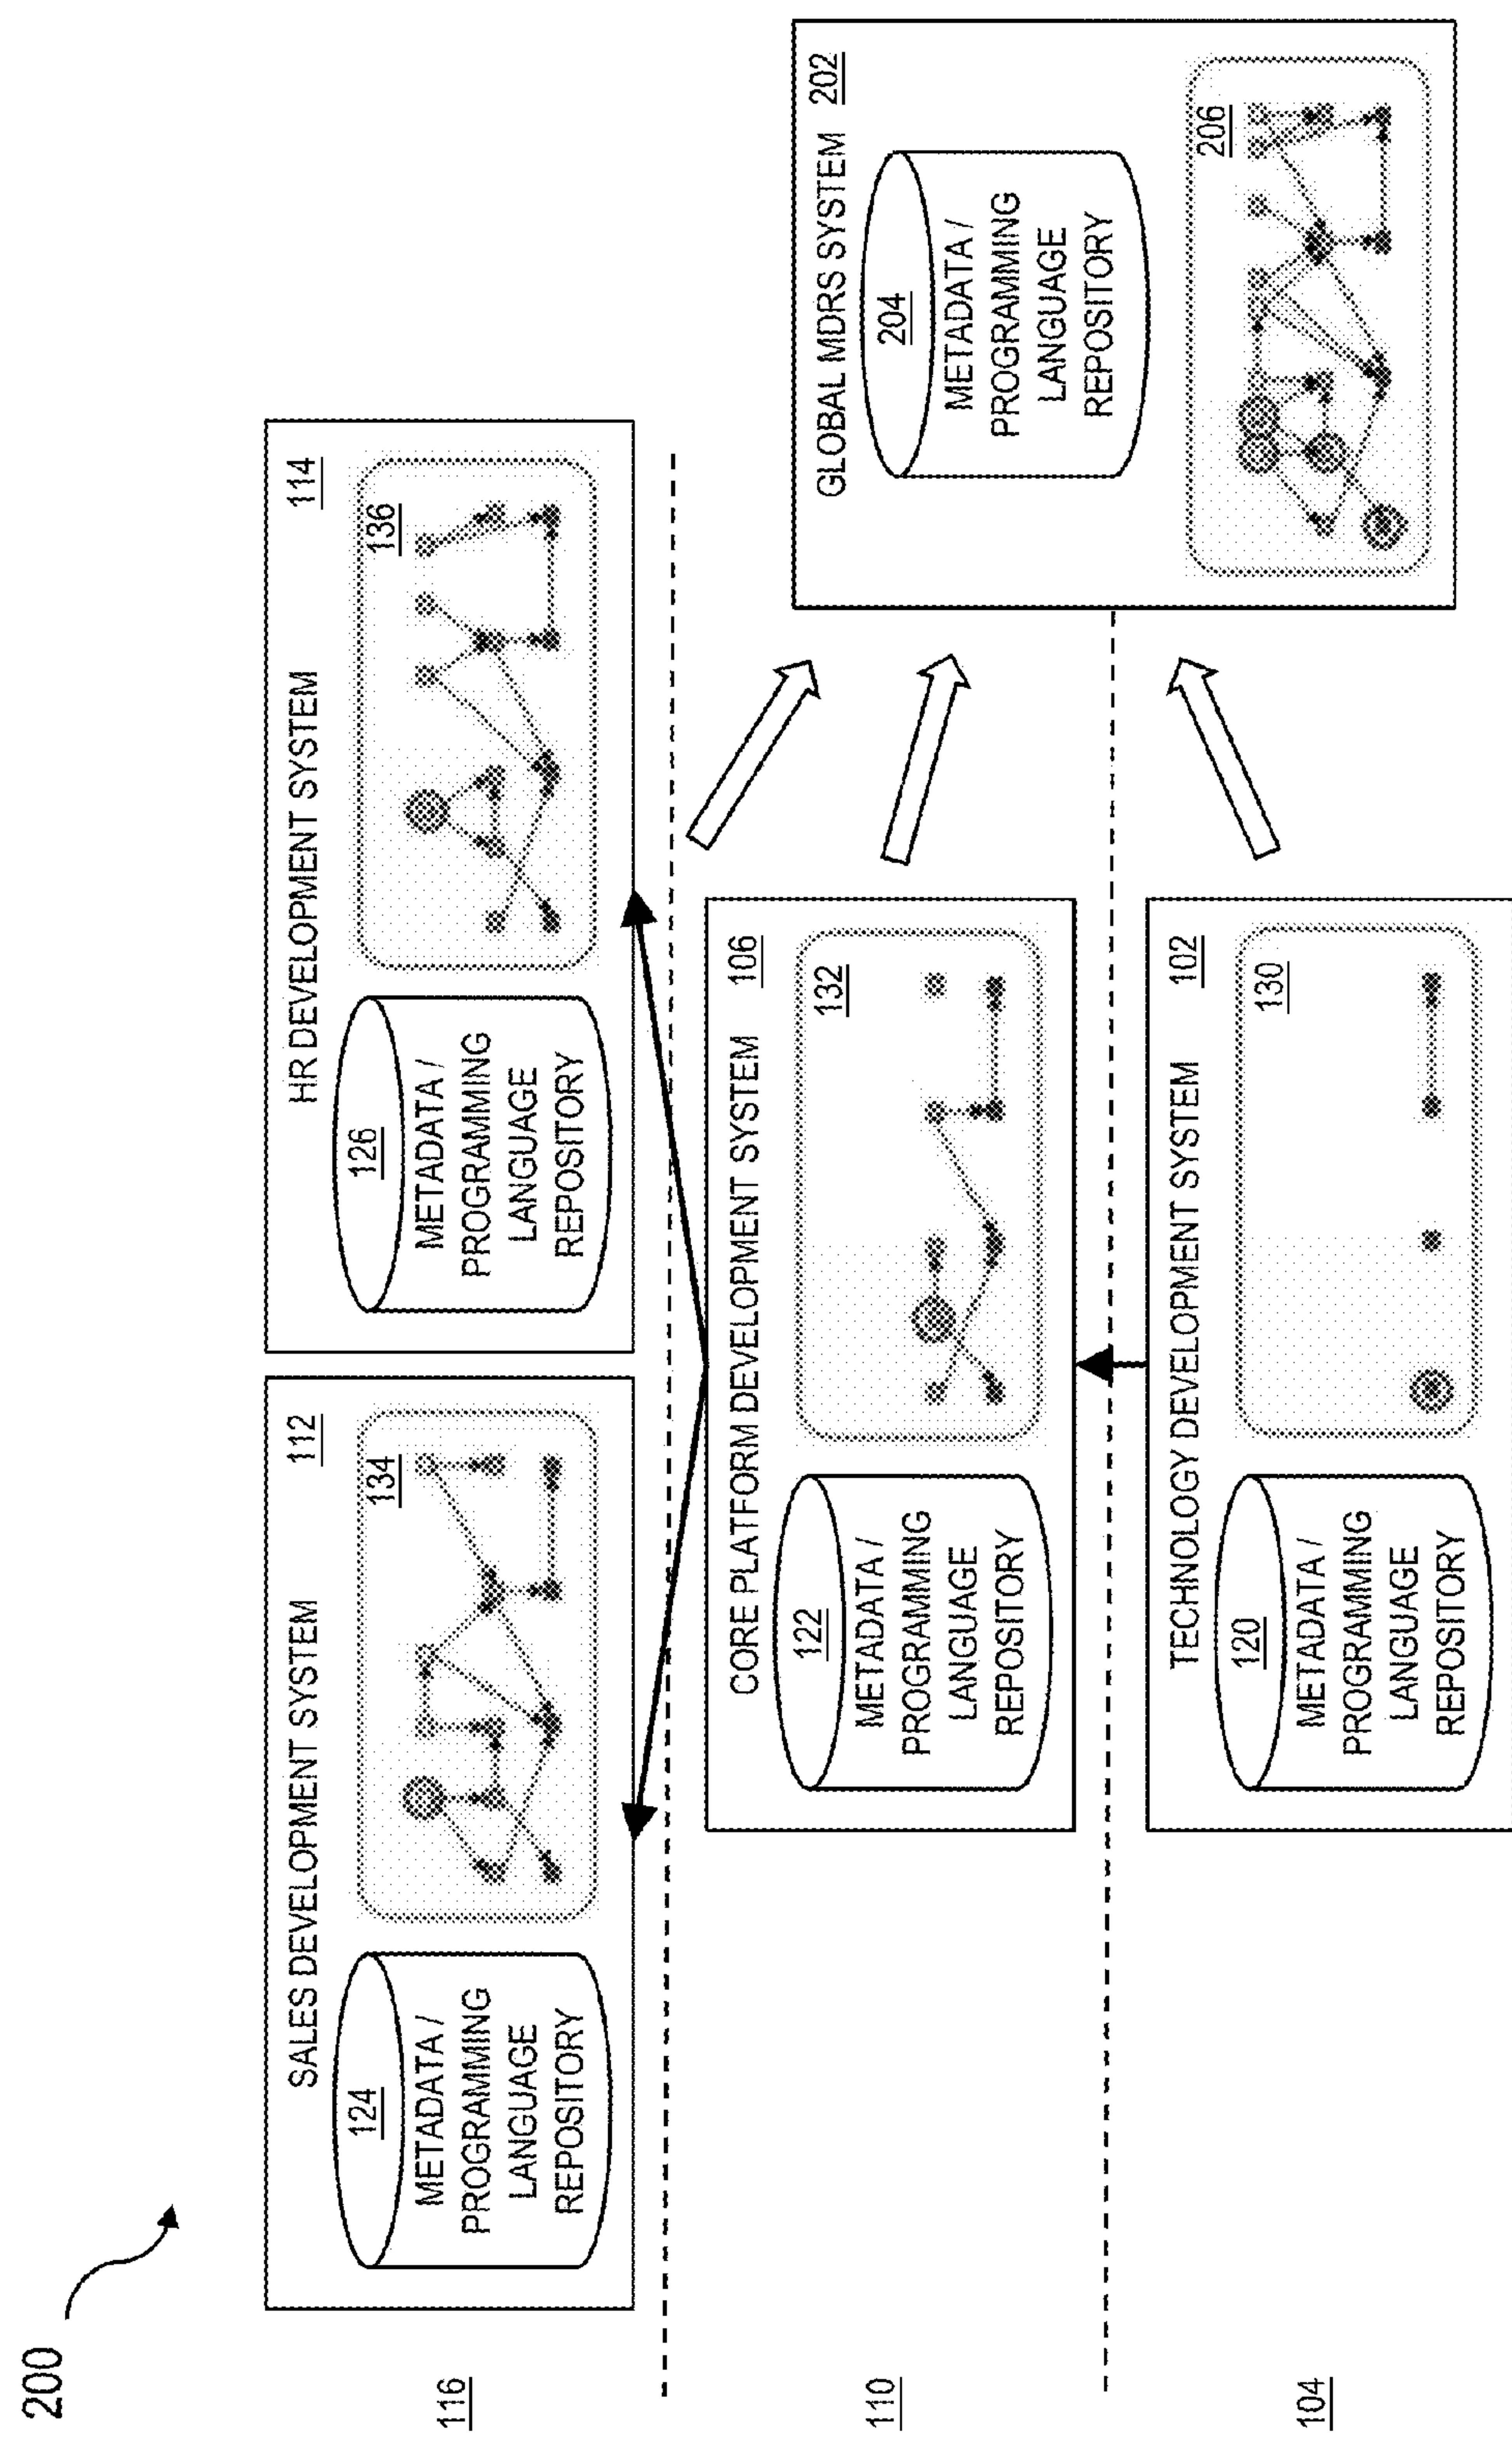 200
116
SALES DEVELOPMENT SYSTEM
112
124
METADATA /
PROGRAMMING
LANGUAGE
REPOSITORY
134
HR DEVELOPMENT SYSTEM
114
126
METADATA /
PROGRAMMING
LANGUAGE
REPOSITORY
136
110
CORE PLATFORM DEVELOPMENT SYSTEM
106
122
METADATA /
PROGRAMMING
LANGUAGE
REPOSITORY
132
GLOBAL MDRS SYSTEM 202
204
METADATA /
PROGRAMMING
LANGUAGE
REPOSITORY
206
104
TECHNOLOGY DEVELOPMENT SYSTEM
102
120
METADATA /
PROGRAMMING
LANGUAGE
REPOSITORY
130